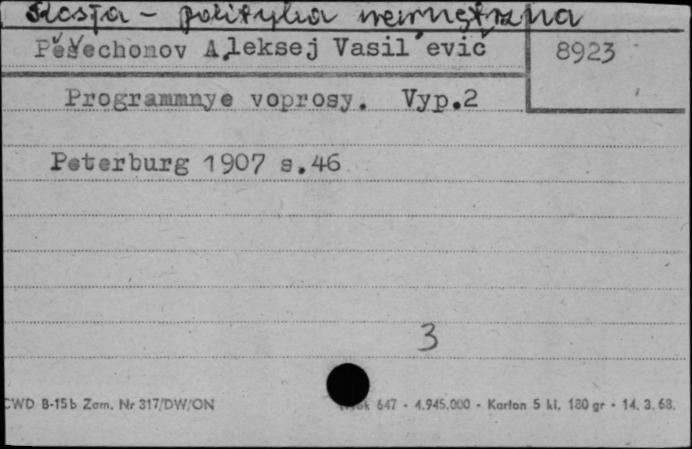 Rosja - polityka wewnętrzna
Pešechonov Aleksej Vasil'evič
8923
Programmnye voprosy. Vyp.2
Peterburg 1907 s.46
3
CWD B-15b Zam. Nr 317/DW/ON
647 - 4.945.000 - Karton 5 kl. 180 gr - 14. 3. 68.